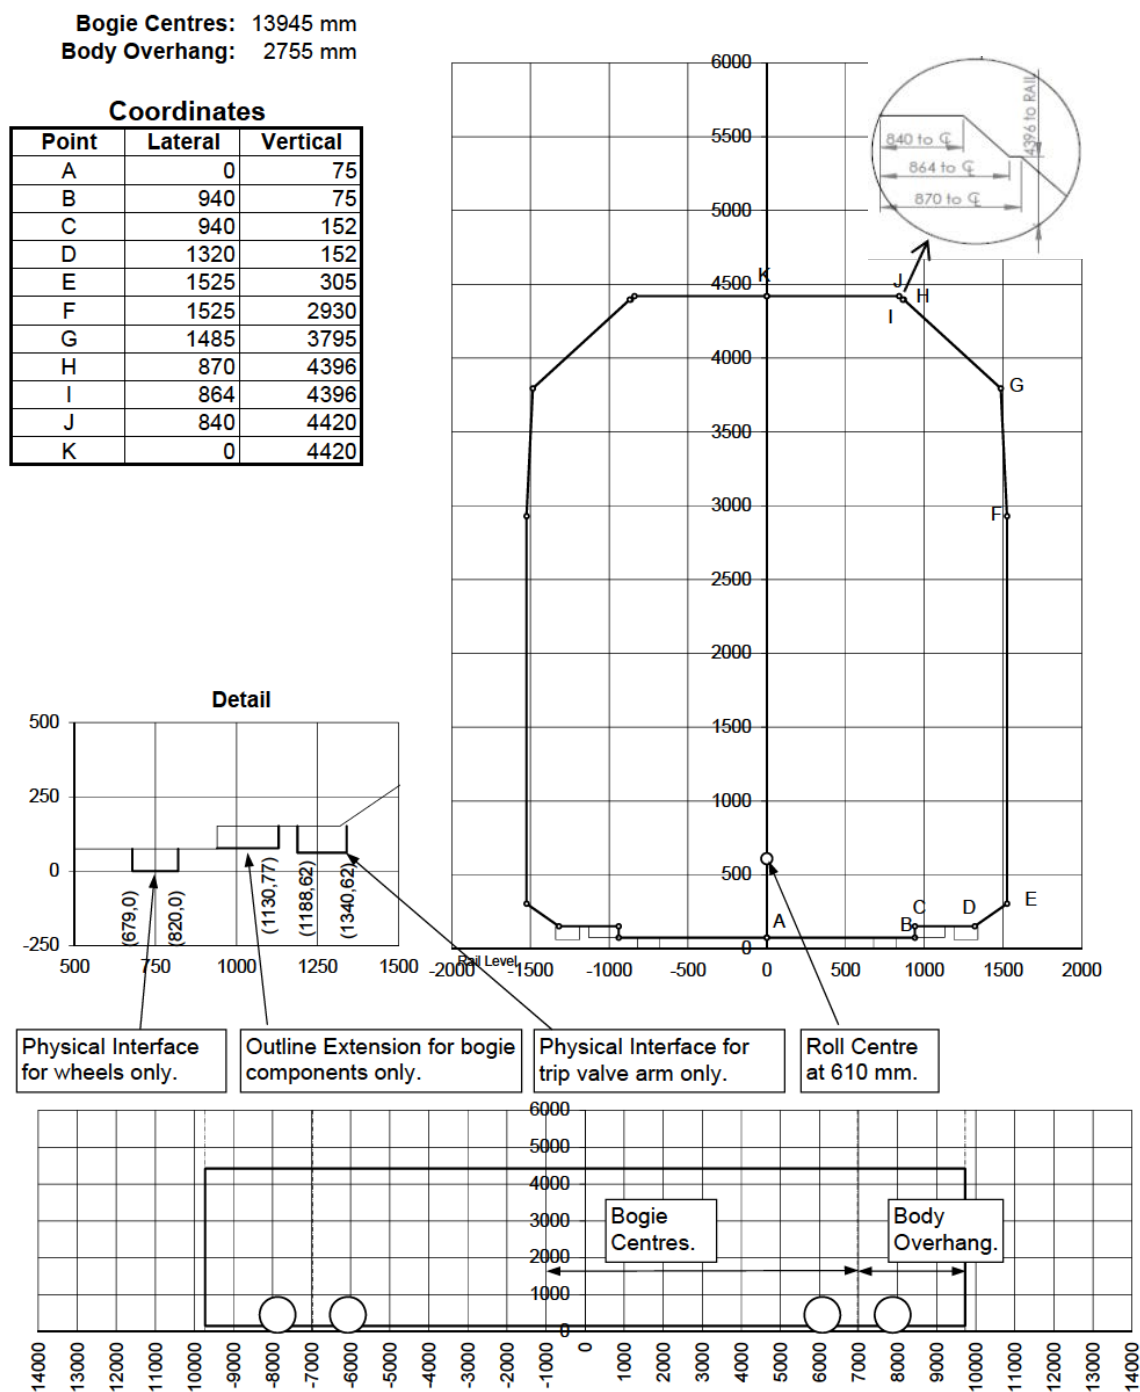 Bogie Centres: 13945 mm
Body Overhang: 2755 mm
Coordinates
Point Lateral Vertical
A 0 75
B 940 75
C 940 152
D 1320 152
E 1525 305
F 1525 2930
G 1485 3795
H 870 4396
I 864 4396
J 840 4420
K 0 4420
6000
5500
5000
4500
4000
3500
3000
2500
2000
1500
1000
500
0
840 to ℄
864 to ℄
870 to ℄
4396 to RAIL
K
J
H
I
G
F
E
D
C
B
A
Rail Level
-2000 -1500 -1000 -500 0 500 1000 1500 2000
Detail
500
250
0
-250
500 750 1000 1250 1500
(679,0)
(820,0)
(1130,77)
(1188,62)
(1340,62)
Physical Interface
for wheels only.
Outline Extension for bogie
components only.
Physical Interface for
trip valve arm only.
Roll Centre
at 610 mm.
6000
5000
4000
3000
2000
1000
0
Bogie
Centres.
Body
Overhang.
14000 -13000 -12000 -11000 -10000 -9000 -8000 -7000 -6000 -5000 -4000 -3000 -2000 -1000 0 1000 2000 3000 4000 5000 6000 7000 8000 9000 10000 11000 12000 13000 14000